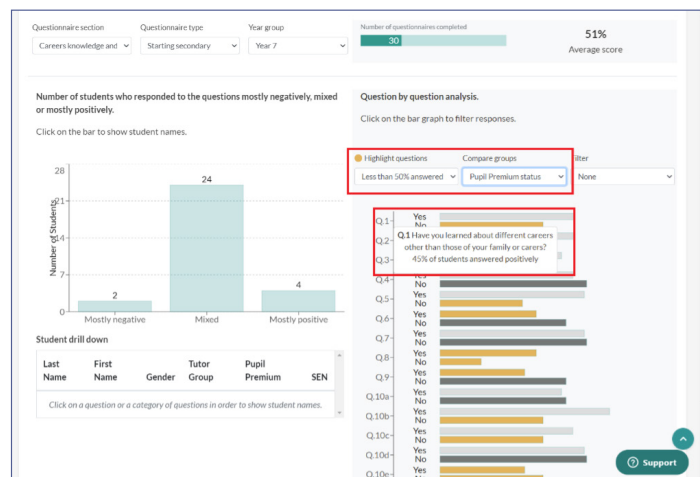 Questionnaire section
Questionnaire type
Year group
Careers knowledge and
Starting secondary
Year 7
Number of questionnaires completed
30
51%
Average score
Number of students who responded to the questions mostly negatively, mixed
or mostly positively.
Click on the bar to show student names.
28
21
14
7
0
Number of Students
2
24
4
Mostly negative
Mixed
Mostly positive
Student drill down
Last Name
First Name
Gender
Tutor Group
Pupil Premium
SEN
Click on a question or a category of questions in order to show student names.
Question by question analysis.
Click on the bar graph to filter responses.
Highlight questions
Compare groups
ilter
Less than 50% answered
Pupil Premium status
None
Q.1 Yes
No
Q.1 Have you learned about different careers
other than those of your family or carers?
45% of students answered positively
Q.2
Q.3
Q.4
No
Q.5 Yes
No
Q.6 Yes
No
Q.7 Yes
No
Q.8 Yes
No
Q.9 Yes
No
Q.10a Yes
No
Q.10b Yes
No
Q.10c Yes
No
Q.10d Yes
No
Q.10e Yes
No
Support